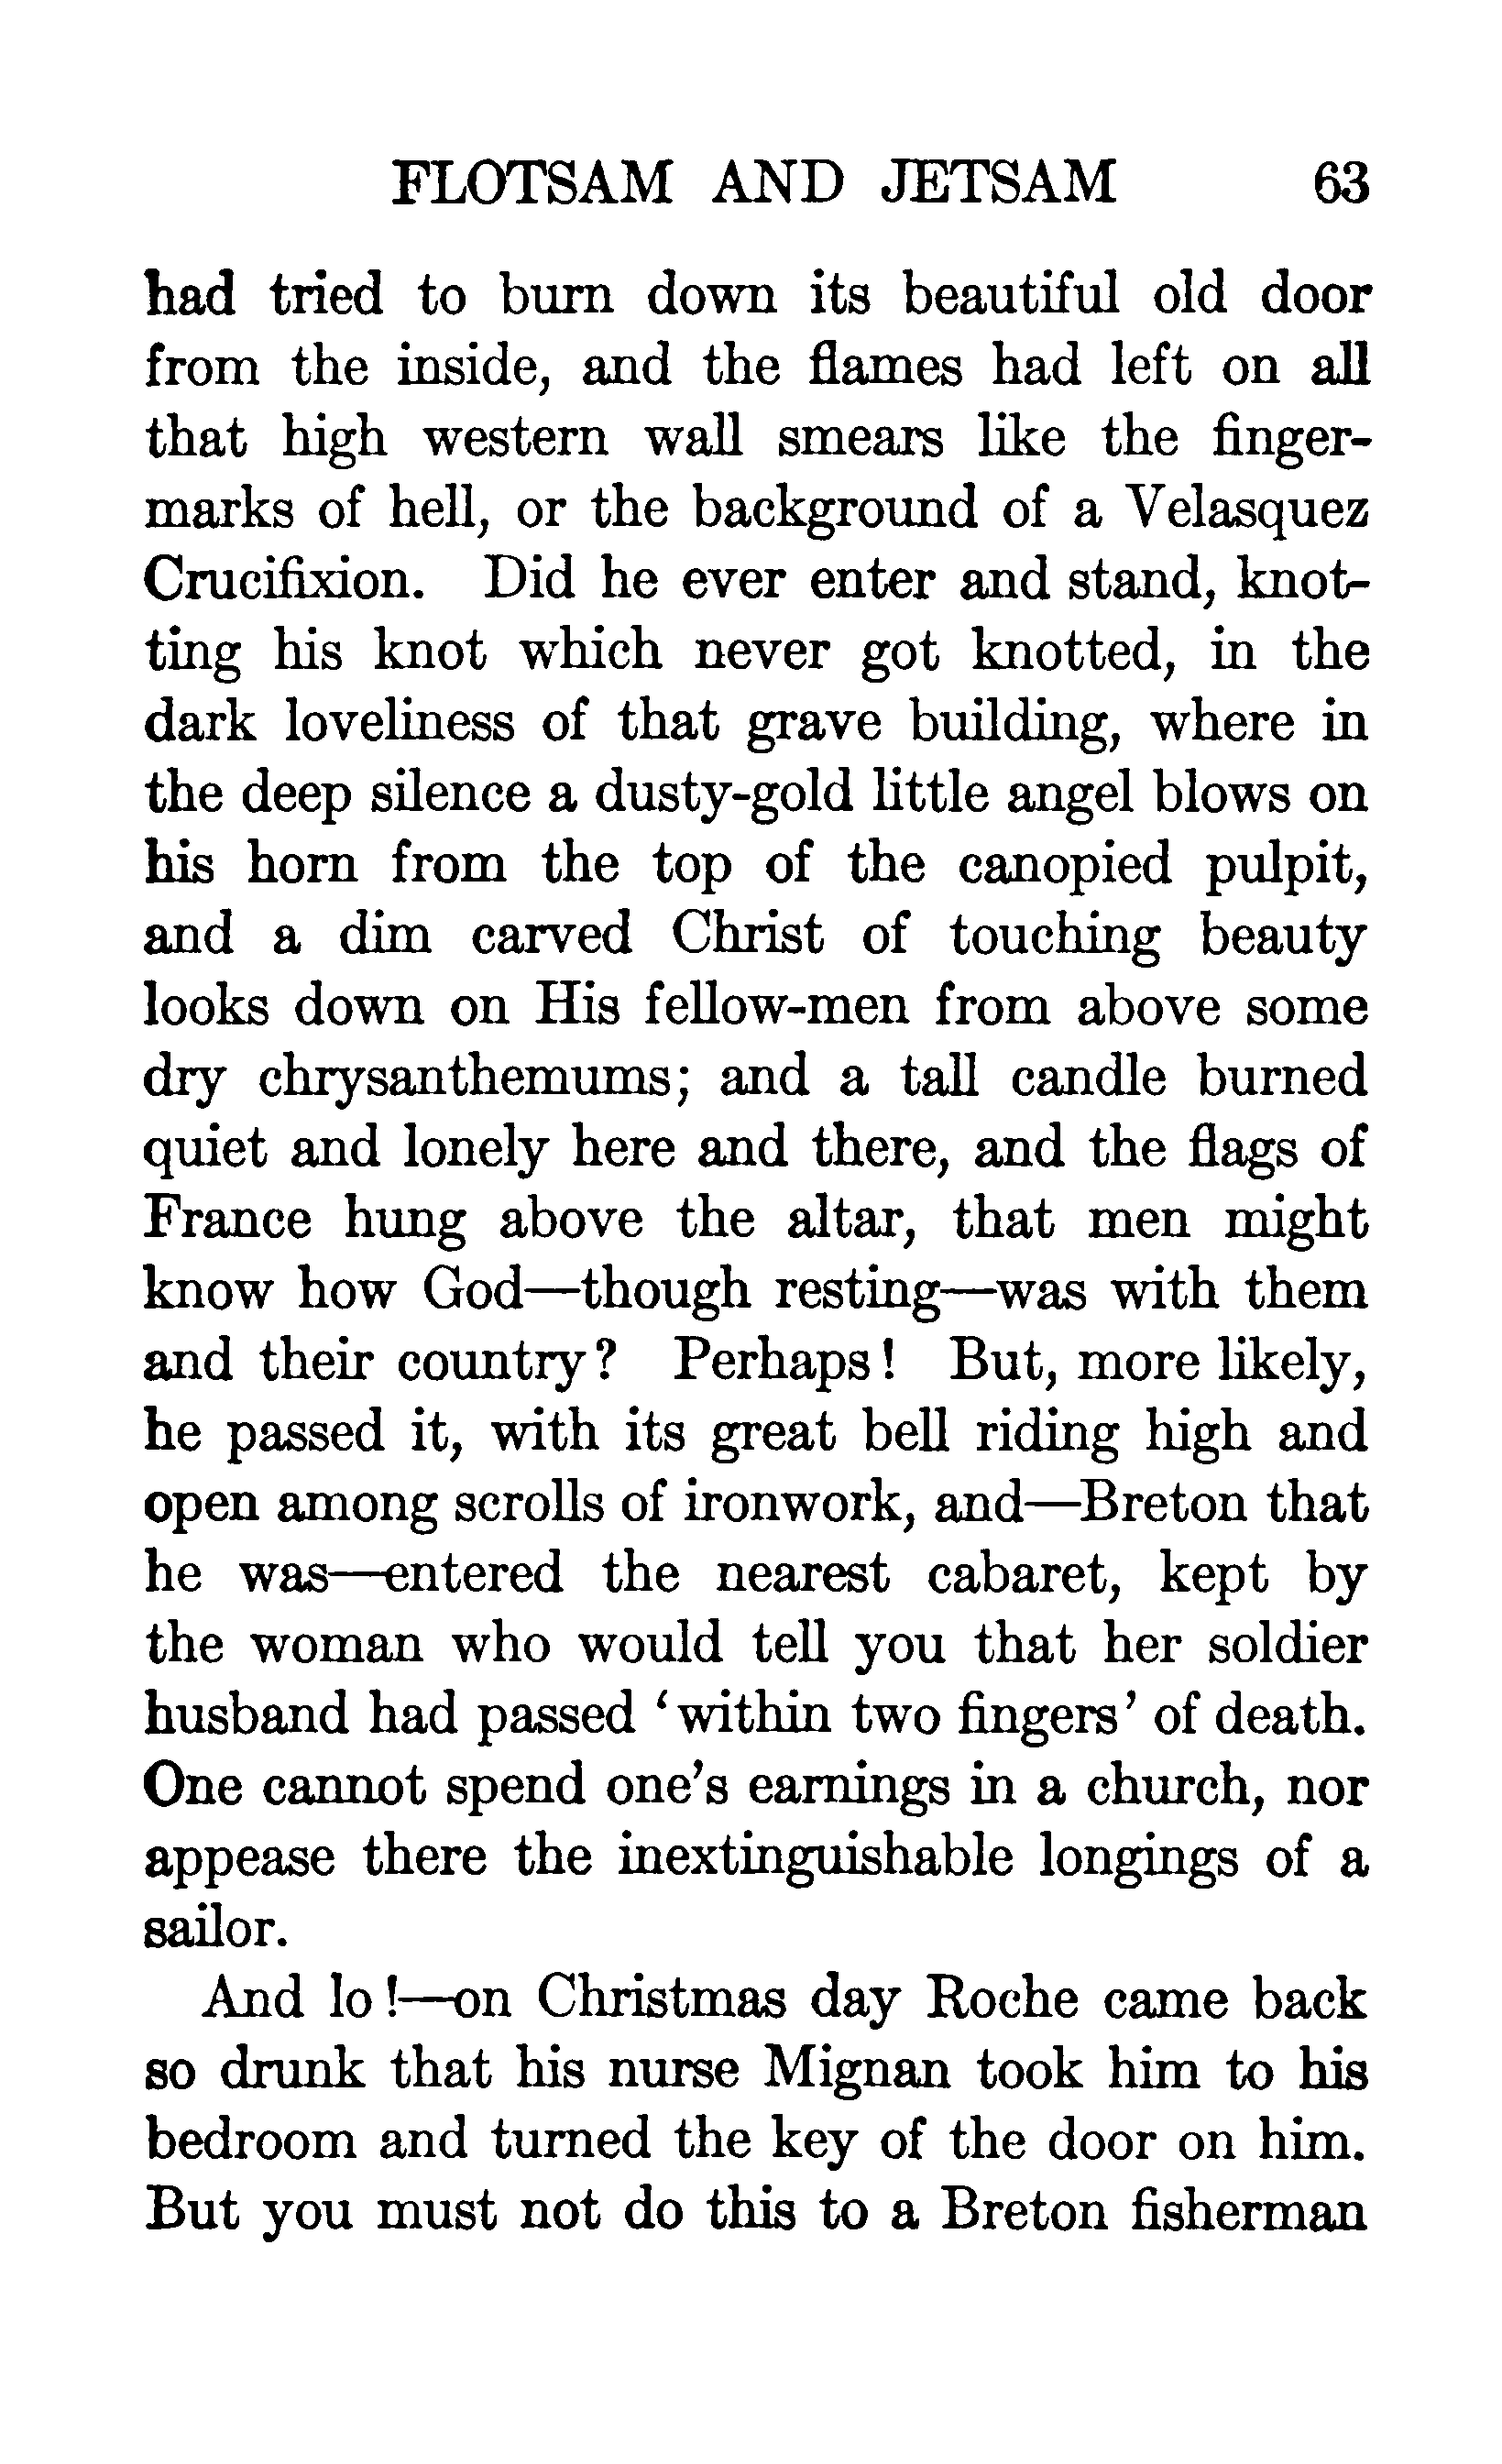 FLOTSAM AND JETSAM 63
had tried to burn down its beautiful old door
from the inside, and the flames had left on all
that high western wall smears like the finger-
marks of hell, or the background of a Velasquez
Crucifixion. Did he ever enter and stand, knot-
ting his knot which never got knotted, in the
dark loveliness of that grave building, where in
the deep silence a dusty-gold little angel blows on
his horn from the top of the canopied pulpit,
and a dim carved Christ of touching beauty
looks down on His fellow-men from above some
dry chrysanthemums; and a tall candle burned
quiet and lonely here and there, and the flags of
France hung above the altar, that men might
know how God—though resting—was with them
and their country? Perhaps! But, more likely,
he passed it, with its great bell riding high and
open among scrolls of ironwork, and—Breton that
he was—entered the nearest cabaret, kept by
the woman who would tell you that her soldier
husband had passed ‘within two fingers’ of death.
One cannot spend one’s earnings in a church, nor
appease there the inextinguishable longings of a
sailor.
And lo!—on Christmas day Roche came back
so drunk that his nurse Mignan took him to his
bedroom and turned the key of the door on him.
But you must not do this to a Breton fisherman